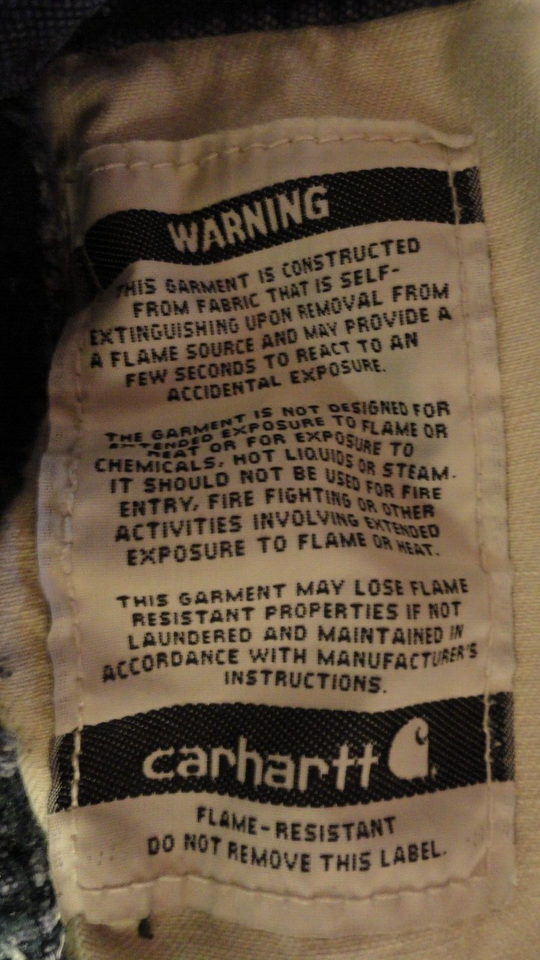 WARNING
THIS GARMENT IS CONSTRUCTED
FROM FABRIC THAT IS SELF-
EXTINGUISHING UPON REMOVAL FROM
A FLAME SOURCE AND MAY PROVIDE A
FEW SECONDS TO REACT TO AN
ACCIDENTAL EXPOSURE.
THE GARMENT IS NOT DESIGNED FOR
EXTENDED EXPOSURE TO FLAME OR
HEAT OR FOR EXPOSURE TO
CHEMICALS, HOT LIQUIDS OR STEAM.
IT SHOULD NOT BE USED FOR FIRE
ENTRY, FIRE FIGHTING OR OTHER
ACTIVITIES INVOLVING EXTENDED
EXPOSURE TO FLAME OR HEAT.
THIS GARMENT MAY LOSE FLAME
RESISTANT PROPERTIES IF NOT
LAUNDERED AND MAINTAINED IN
ACCORDANCE WITH MANUFACTURER'S
INSTRUCTIONS.
carhartt
FLAME-RESISTANT
DO NOT REMOVE THIS LABEL.